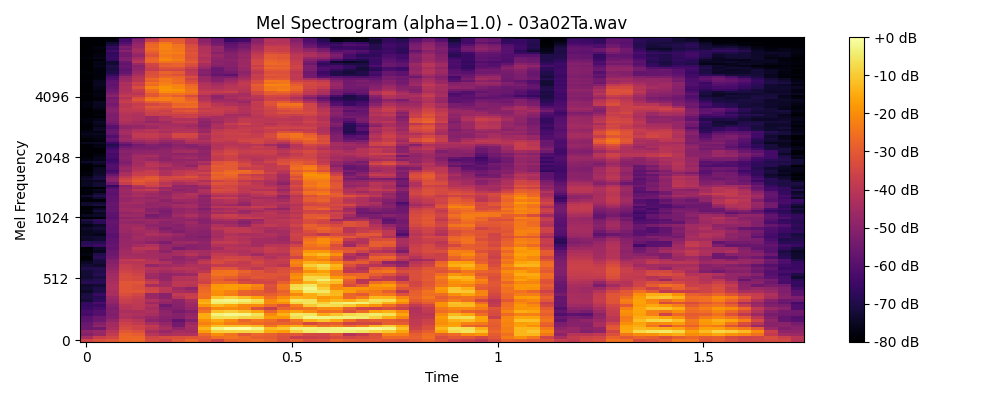 Mel Spectrogram (alpha=1.0) - 03a02Ta.wav
Mel Frequency
4096
2048
1024
512
0
0
0.5
1
1.5
Time
+0 dB
-10 dB
-20 dB
-30 dB
-40 dB
-50 dB
-60 dB
-70 dB
-80 dB